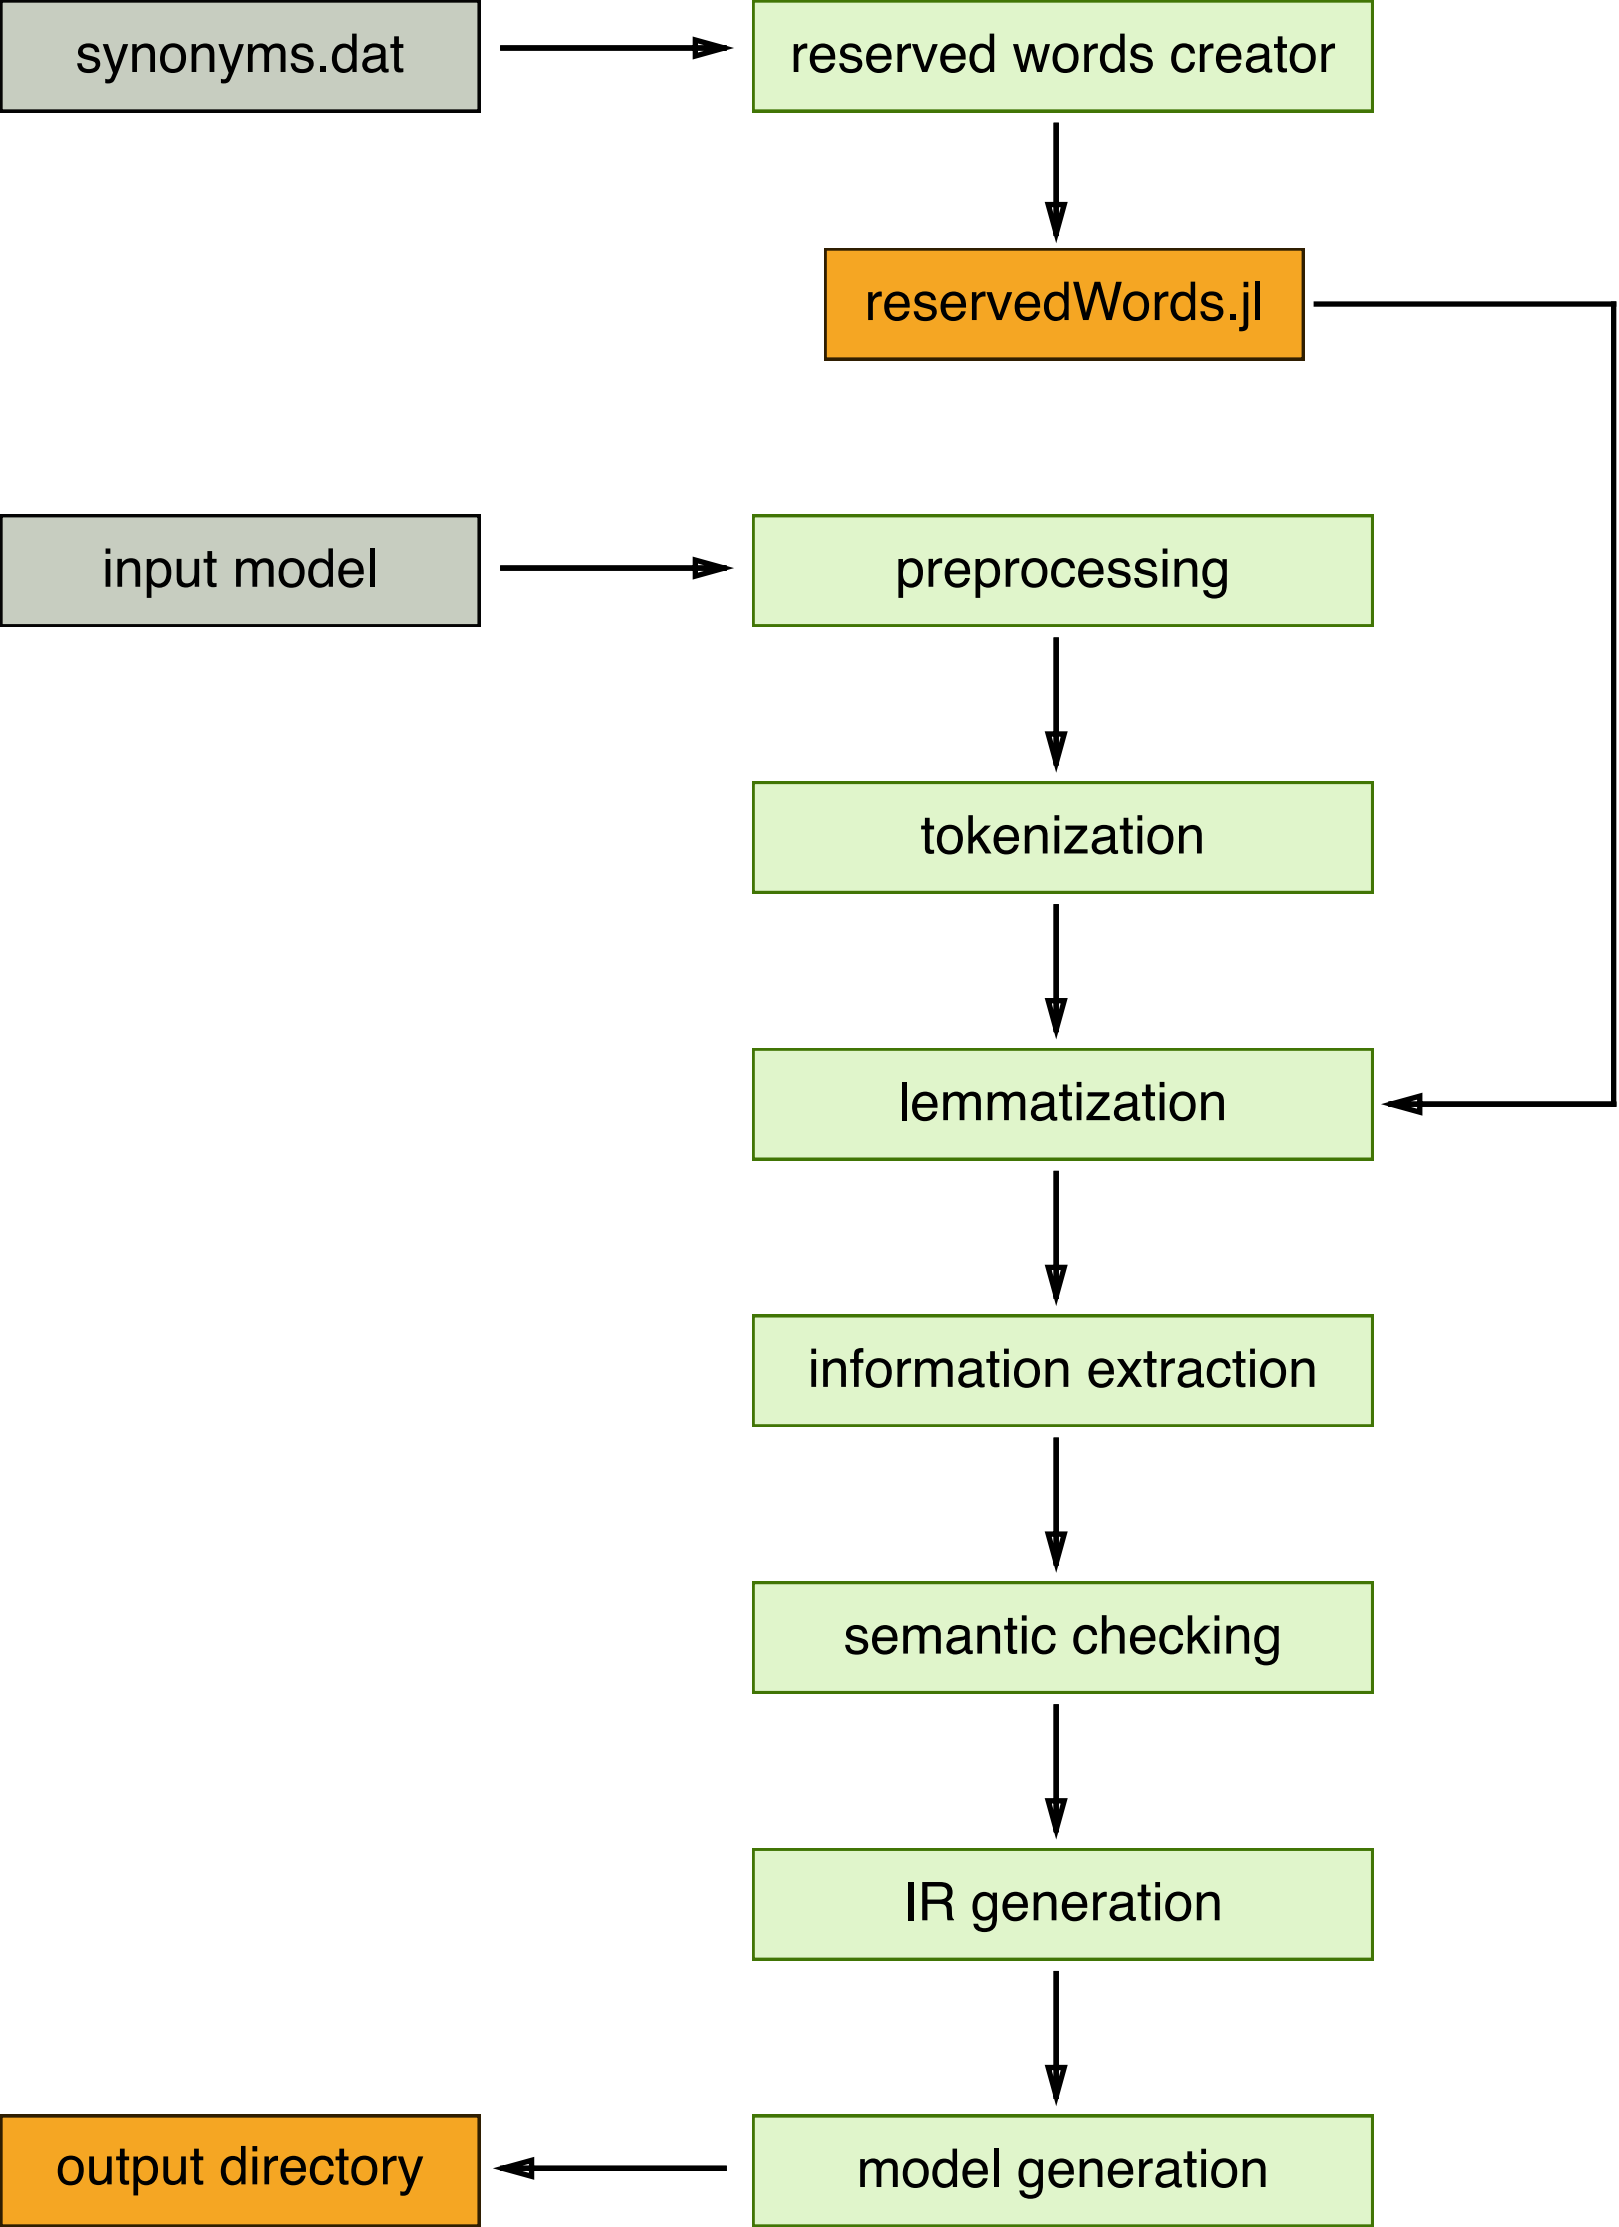 synonyms.dat
reserved words creator
reservedWords.jl
input model
preprocessing
tokenization
lemmatization
information extraction
semantic checking
IR generation
output directory
model generation